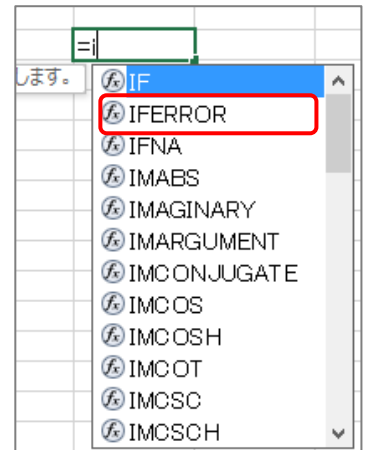 =i
します。
IF
IFERROR
IFNA
IMABS
IMAGINARY
IMARGUMENT
IMCONJUGATE
IMCOS
IMCOSH
IMCOT
IMCSC
IMCSCH